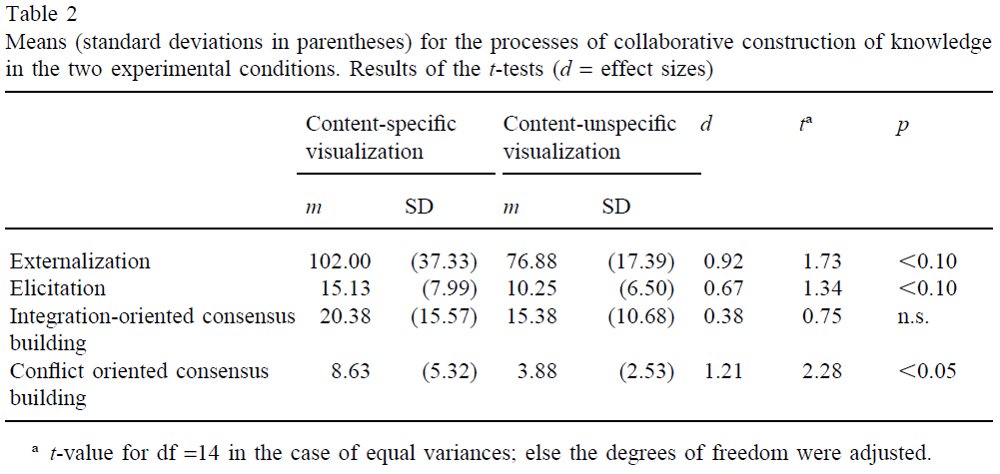 Table 2
Means (standard deviations in parentheses) for the processes of collaborative construction of knowledge
in the two experimental conditions. Results of the t-tests (d = effect sizes)
Content-specific Content-unspecific d tᵃ p
visualization visualization
m SD m SD
Externalization 102.00 (37.33) 76.88 (17.39) 0.92 1.73 <0.10
Elicitation 15.13 (7.99) 10.25 (6.50) 0.67 1.34 <0.10
Integration-oriented consensus 20.38 (15.57) 15.38 (10.68) 0.38 0.75 n.s.
building
Conflict oriented consensus 8.63 (5.32) 3.88 (2.53) 1.21 2.28 <0.05
building
ᵃ t-value for df =14 in the case of equal variances; else the degrees of freedom were adjusted.